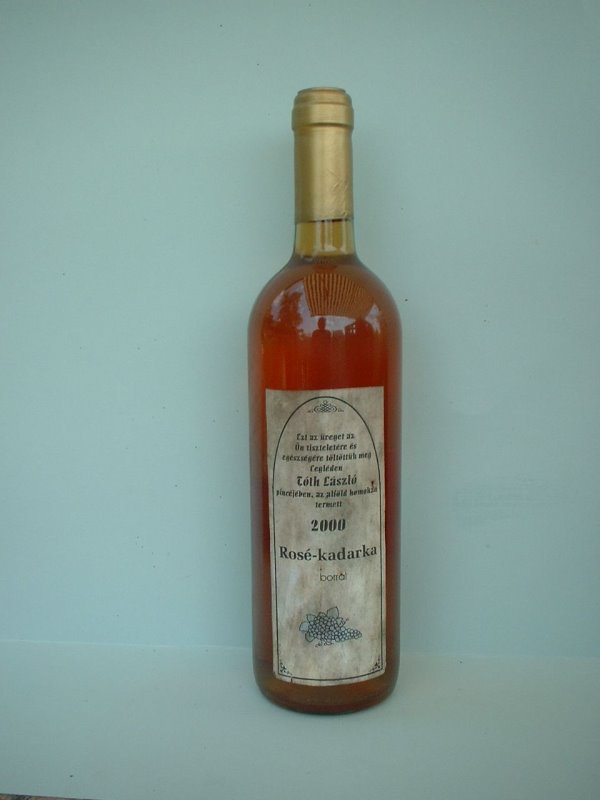 Ezt az üveget az
Ön tiszteletére és
egészségére töltöttük meg
Cegléden
Tóth László
pincéjében, az alföld homokján
termett
2000
Rosé-kadarka
borral